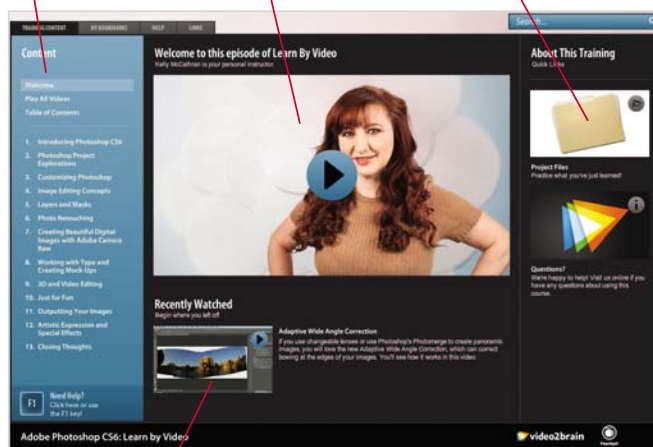 TRAINING CONTENT
MY BOOKMARKS
HELP
LINKS
Search...
Content
Welcome
Play All Videos
Table of Contents
1. Introducing Photoshop CS6
2. Photoshop Project
Explorations
3. Customizing Photoshop
4. Image Editing Concepts
5. Layers and Masks
6. Photo Retouching
7. Creating Beautiful Digital
Images with Adobe Camera
Raw
8. Working with Type and
Creating Mock-Ups
9. 3D and Video Editing
10. Just for Fun
11. Outputting Your Images
12. Artistic Expression and
Special Effects
13. Closing Thoughts
F1
Need Help?
Click here or use
the F1 key!
Welcome to this episode of Learn By Video
Kelly McCathran is your personal instructor
Recently Watched
Begin where you left off
Adaptive Wide Angle Correction
If you use changeable lenses or use Photoshop's Photomerge to create panoramic
images, you will love the new Adaptive Wide Angle Correction, which can correct
bowing at the edges of your images. You'll see how it works in this video.
About This Training
Quick Links
Project Files
Practice what you've just learned!
Questions?
We're happy to help! Visit us online if you
have any questions about using this
course.
Adobe Photoshop CS6: Learn by Video
video2brain
Peachpit